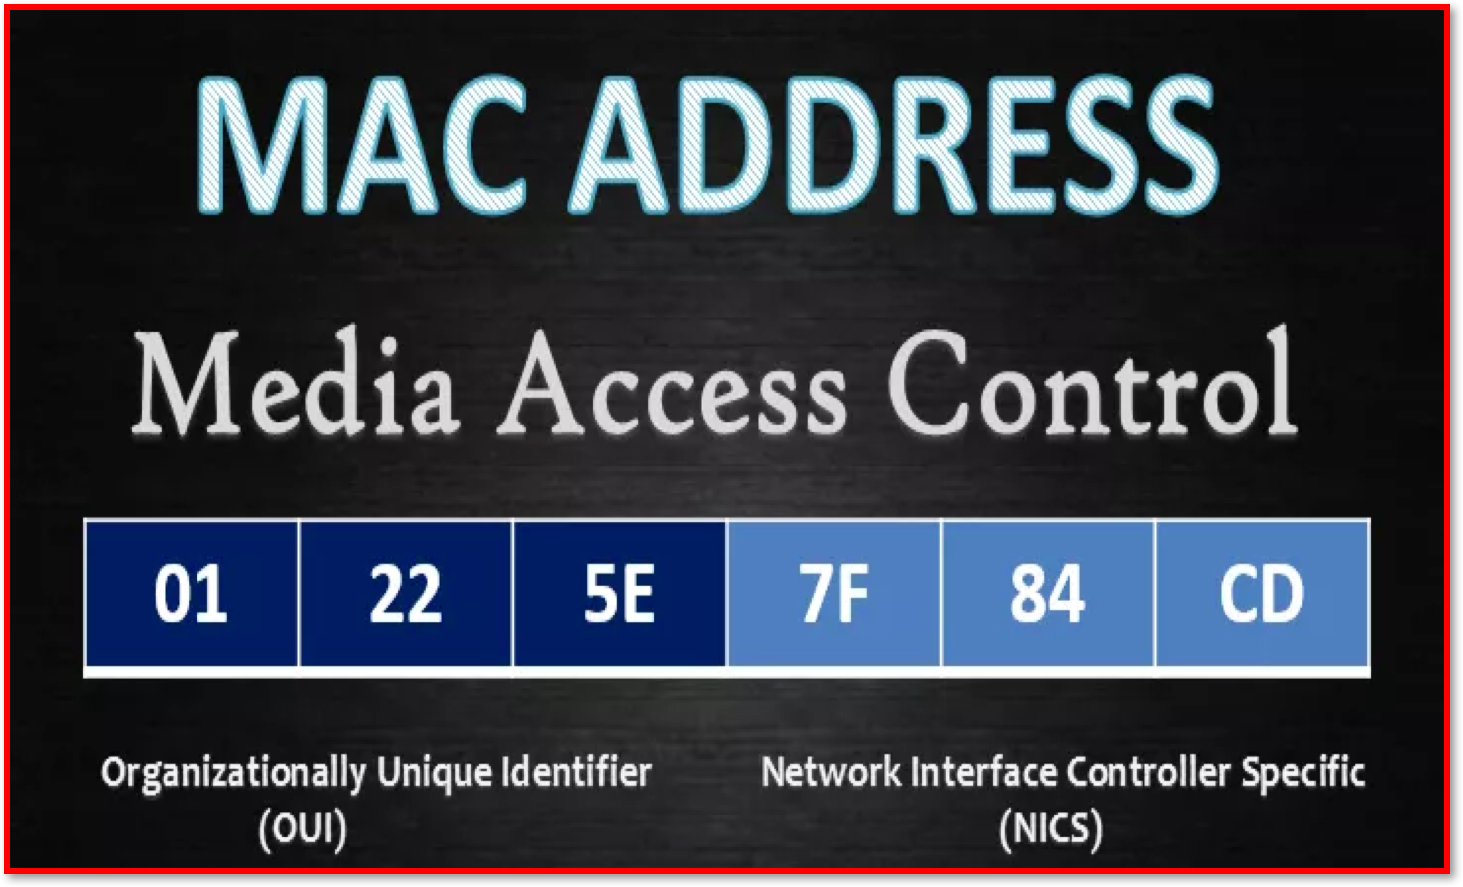 MAC ADDRESS
Media Access Control
01 22 5E 7F 84 CD
Organizationally Unique Identifier
(OUI)
Network Interface Controller Specific
(NICS)